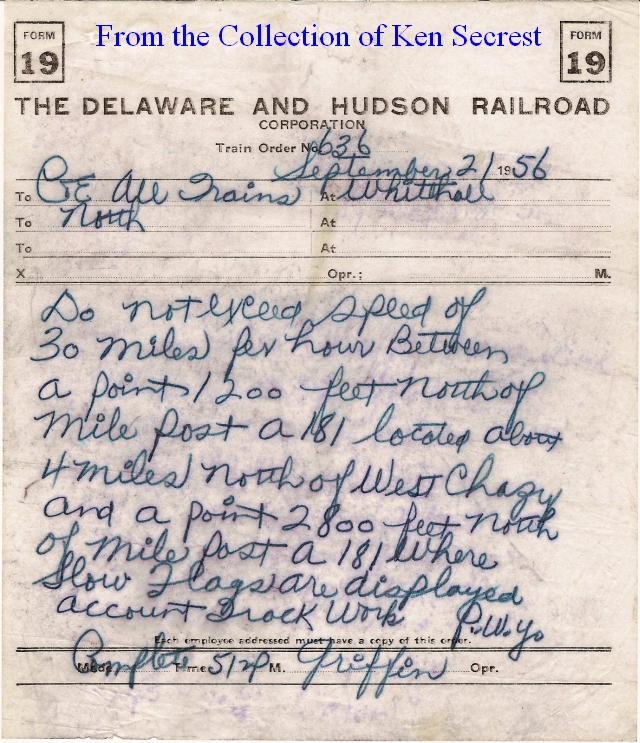 From the Collection of Ken Secrest
FORM 19
FORM 19
THE DELAWARE AND HUDSON RAILROAD
CORPORATION
Train Order No. 636
September 21 1956
To C&E All Trains At Whitehall
To North At
To At
X Opr.; M.
Do not exceed speed of
30 miles per hour Between
a point 1200 feet North of
Mile Post A 181 located about
4 miles North of West Chazy
and a point 2800 feet North
of Mile Post A 181 Where
Slow Flags are displayed
account Track Work P.W.Yo
Each employee addressed must have a copy of this order.
Made Complete Time 512P M. Griffin Opr.